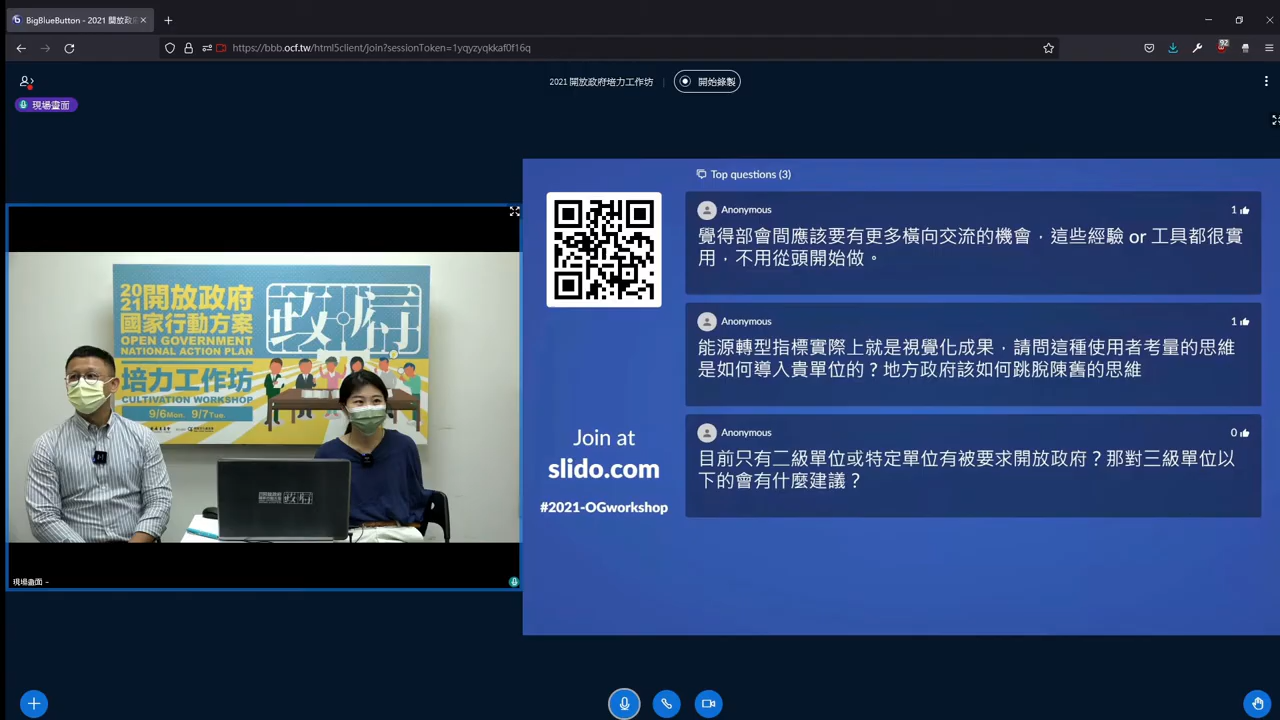 BigBlueButton - 2021 開放政府
https://bbb.ocf.tw/html5client/join?sessionToken=1yqyzyqkkaf0f16q
92
2021 開放政府培力工作坊
開始錄製
現場畫面
2021開放政府
國家行動方案
OPEN GOVERNMENT
NATIONAL ACTION PLAN
培力工作坊
CULTIVATION WORKSHOP
9/6Mon. 9/7Tue.
政府
現場畫面
Join at
slido.com
#2021-OGworkshop
Top questions (3)
Anonymous
1
覺得部會間應該要有更多橫向交流的機會，這些經驗 or 工具都很實
用，不用從頭開始做。
Anonymous
1
能源轉型指標實際上就是視覺化成果，請問這種使用者考量的思維
是如何導入貴單位的？地方政府該如何跳脫陳舊的思維
Anonymous
0
目前只有二級單位或特定單位有被要求開放政府？那對三級單位以
下的會有什麼建議？